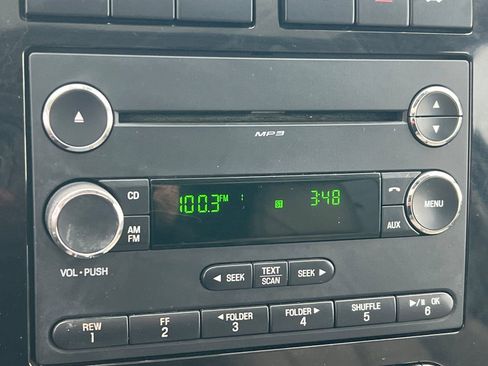 MP3
CD
100.3 FM
3:48
MENU
AM
FM
AUX
VOL • PUSH
◄ SEEK
TEXT
SCAN
SEEK ►
REW
1
FF
2
◄ FOLDER
3
FOLDER ►
4
SHUFFLE
5
►/II OK
6